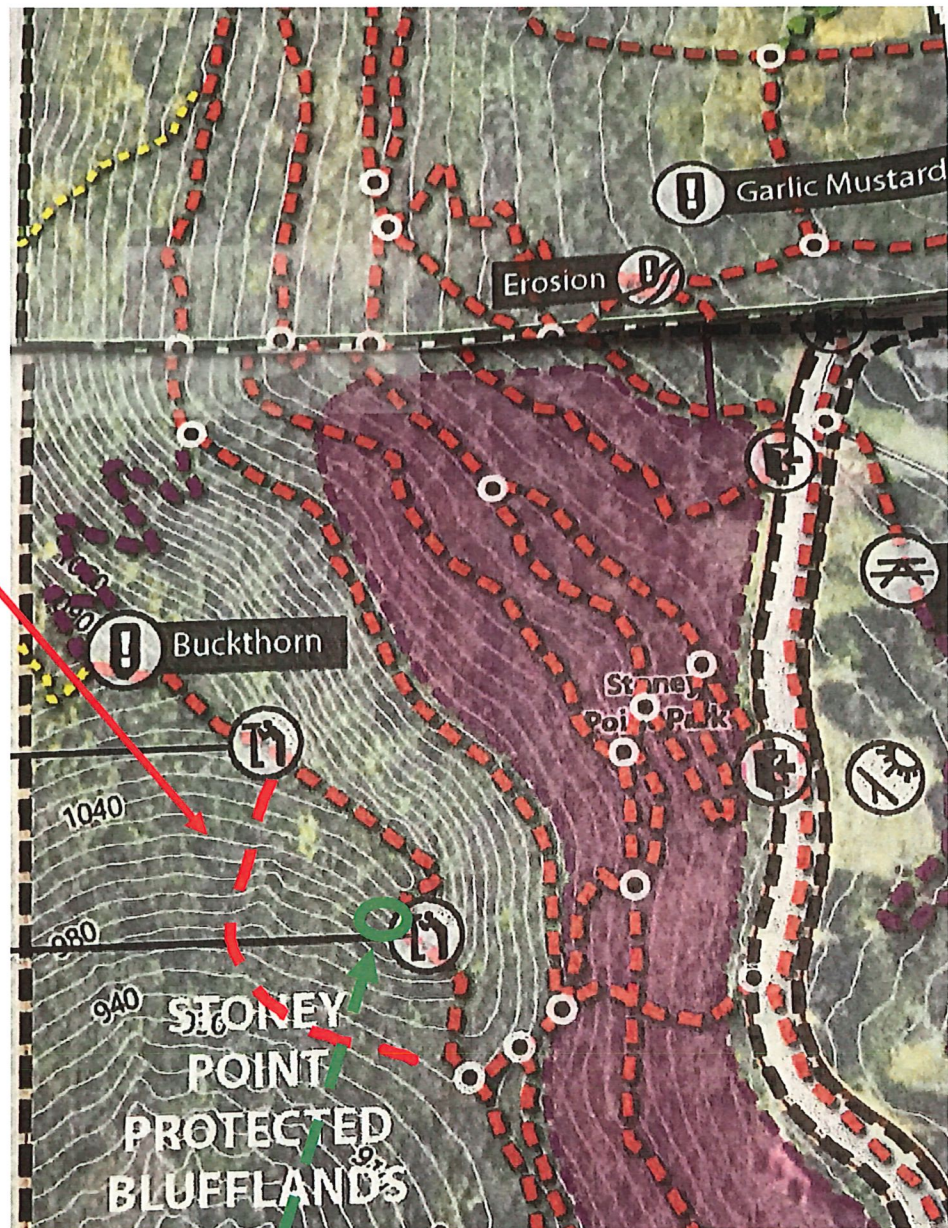 Garlic Mustard
Erosion
Buckthorn
Stoney
Point Park
1040
980
940
STONEY
POINT
PROTECTED
BLUFFLANDS